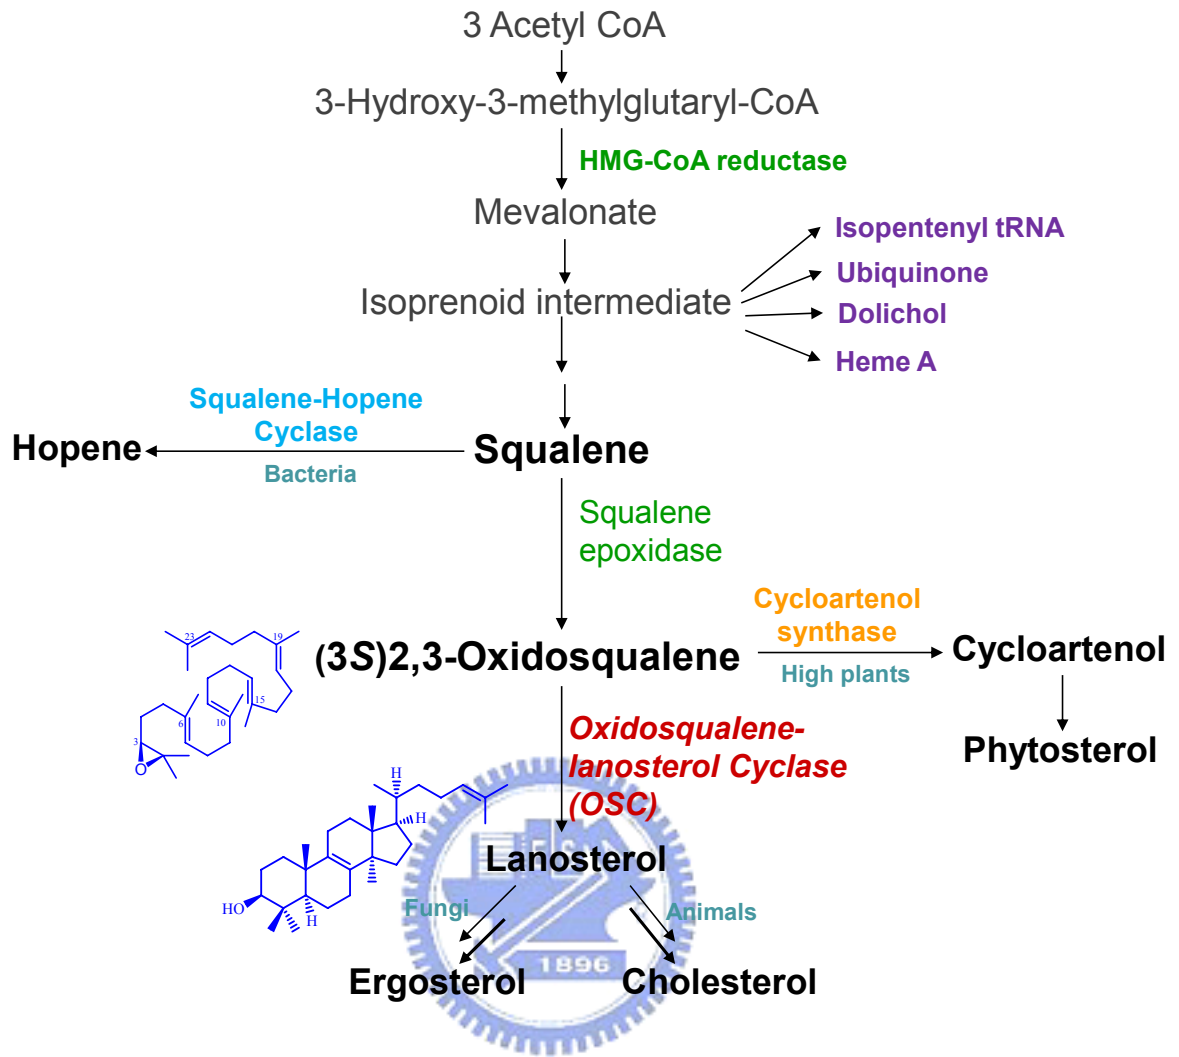 3 Acetyl CoA
3-Hydroxy-3-methylglutaryl-CoA
HMG-CoA reductase
Mevalonate
Isopentenyl tRNA
Ubiquinone
Isoprenoid intermediate
Dolichol
Heme A
Squalene-Hopene
Cyclase
Hopene
Squalene
Bacteria
Squalene
epoxidase
Cycloartenol
synthase
(3S)2,3-Oxidosqualene
Cycloartenol
High plants
23
19
15
10
6
3
O
Oxidosqualene-
lanosterol Cyclase
(OSC)
Phytosterol
H
H
HO
H
Lanosterol
Fungi
Animals
1896
Ergosterol
Cholesterol